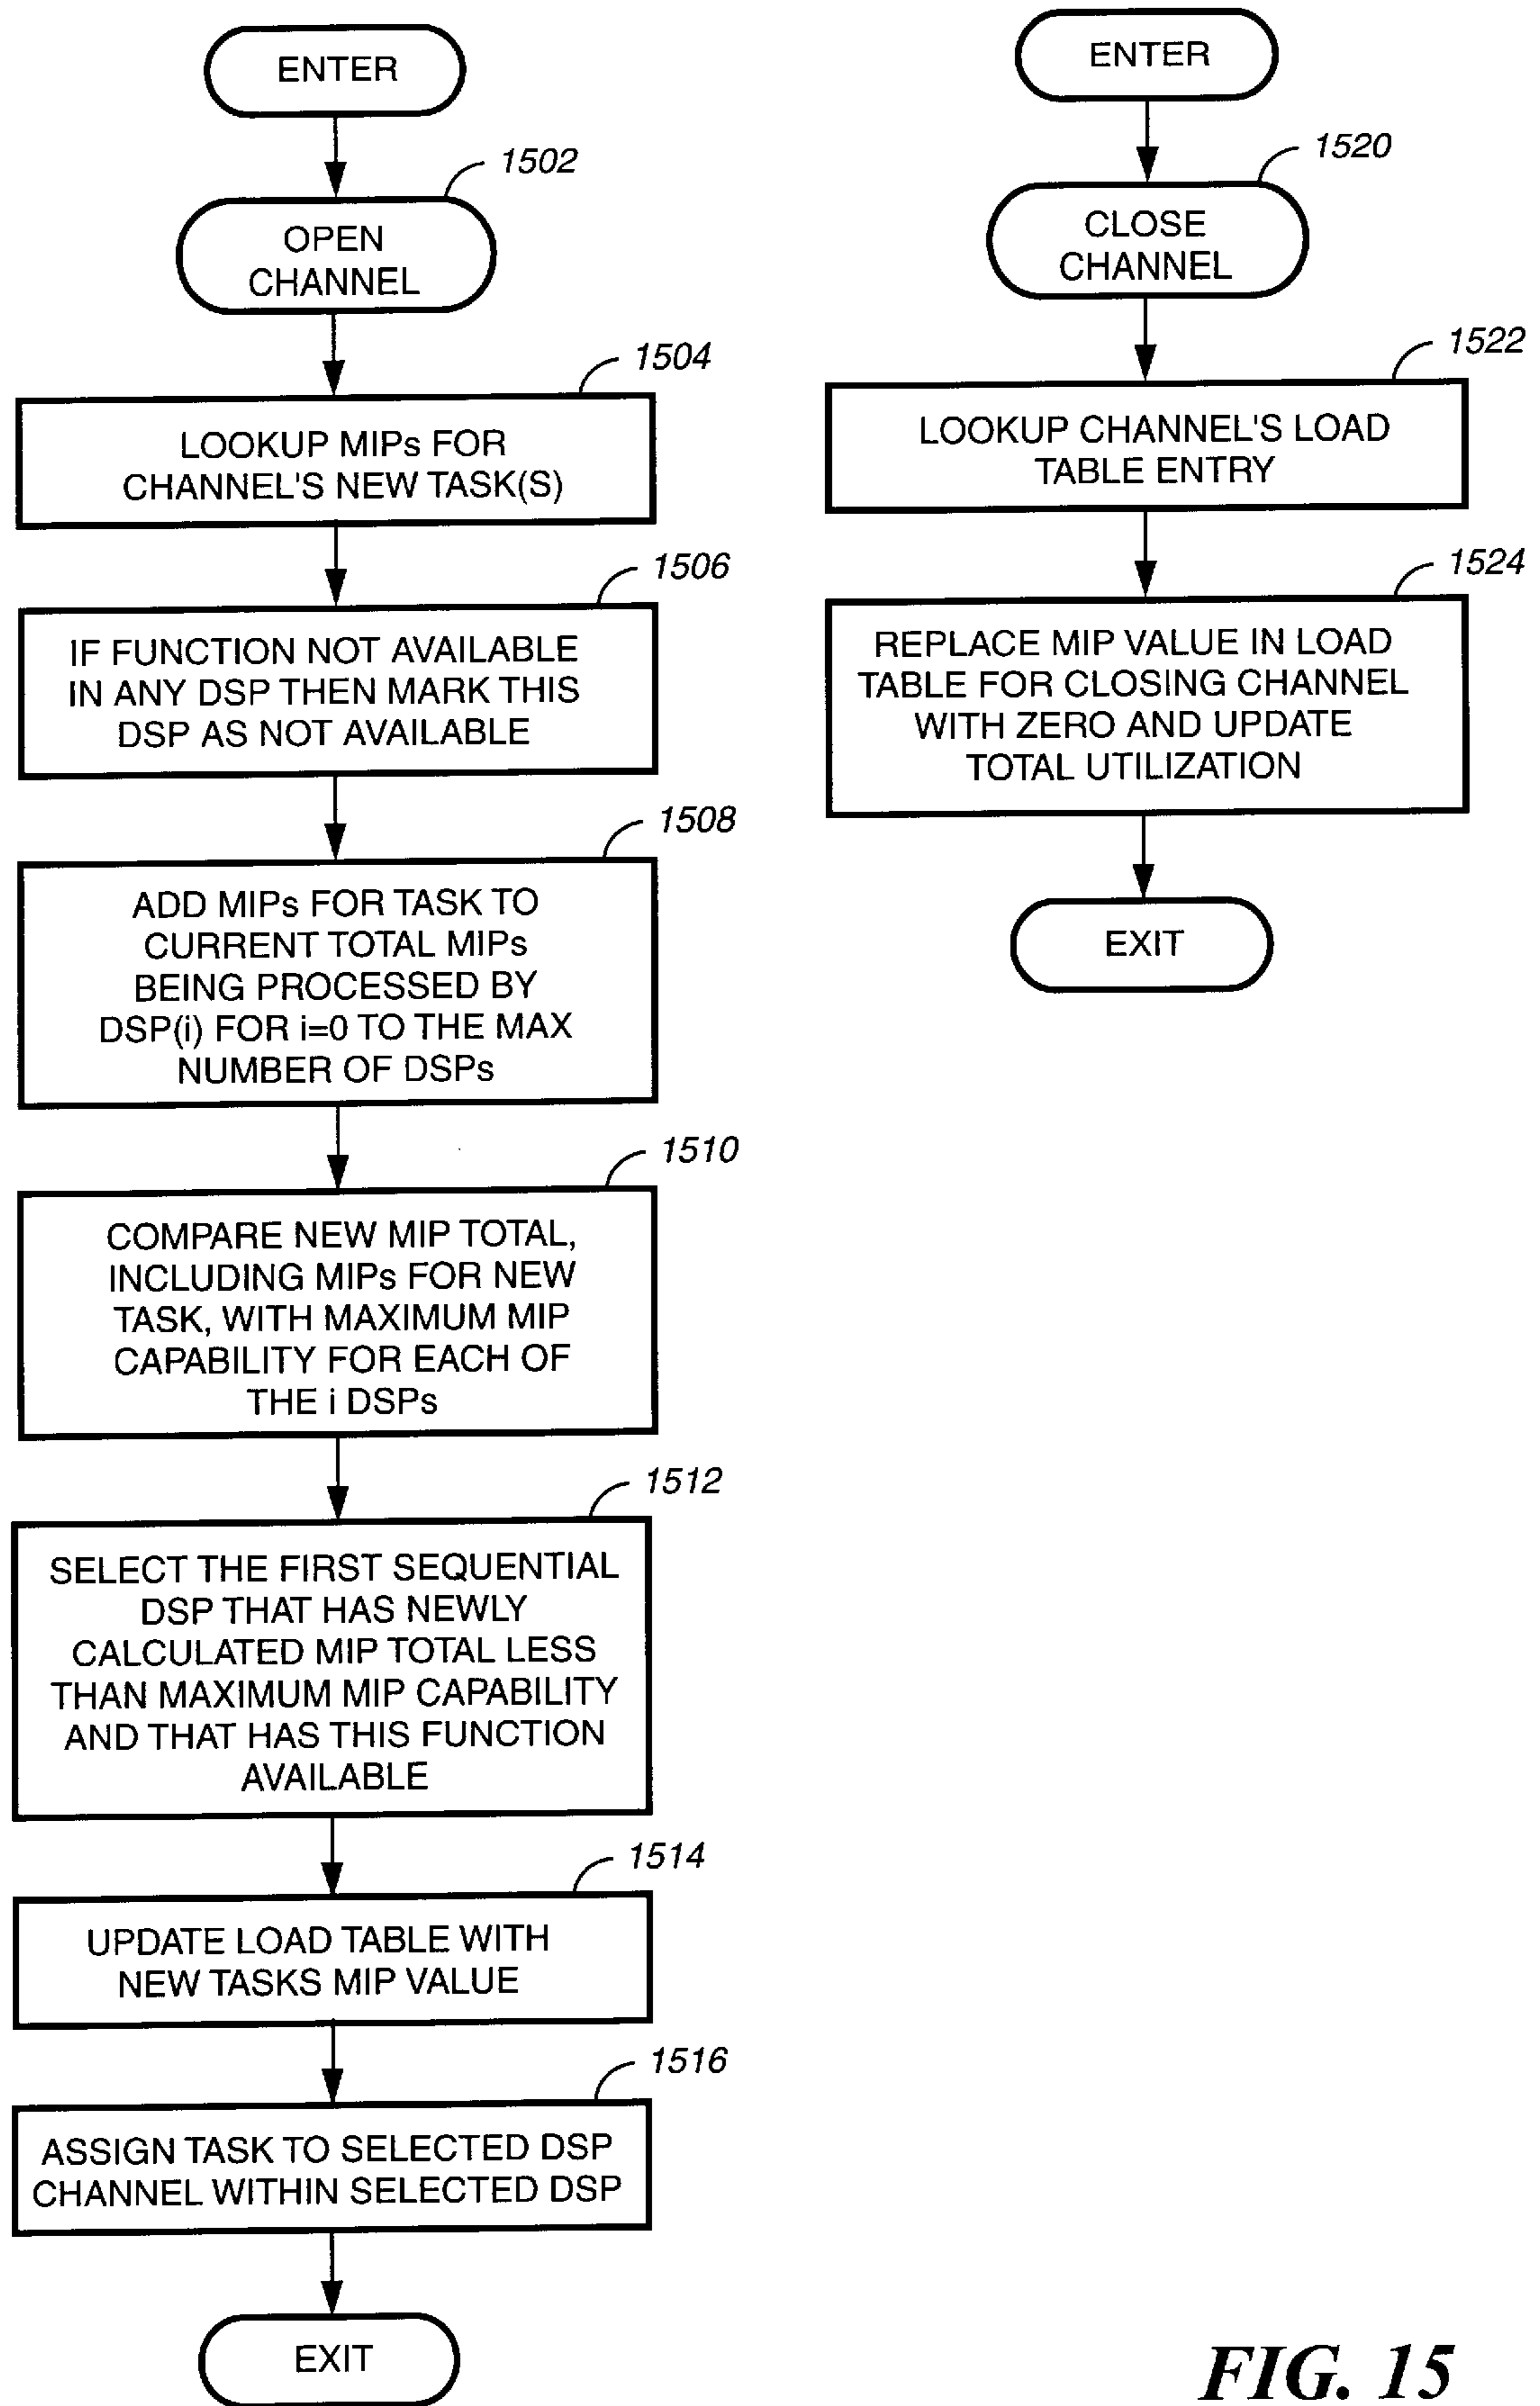 ENTER
1502
OPEN
CHANNEL
1504
LOOKUP MIPs FOR
CHANNEL'S NEW TASK(S)
1506
IF FUNCTION NOT AVAILABLE
IN ANY DSP THEN MARK THIS
DSP AS NOT AVAILABLE
1508
ADD MIPs FOR TASK TO
CURRENT TOTAL MIPs
BEING PROCESSED BY
DSP(i) FOR i=0 TO THE MAX
NUMBER OF DSPs
1510
COMPARE NEW MIP TOTAL,
INCLUDING MIPs FOR NEW
TASK, WITH MAXIMUM MIP
CAPABILITY FOR EACH OF
THE i DSPs
1512
SELECT THE FIRST SEQUENTIAL
DSP THAT HAS NEWLY
CALCULATED MIP TOTAL LESS
THAN MAXIMUM MIP CAPABILITY
AND THAT HAS THIS FUNCTION
AVAILABLE
1514
UPDATE LOAD TABLE WITH
NEW TASKS MIP VALUE
1516
ASSIGN TASK TO SELECTED DSP
CHANNEL WITHIN SELECTED DSP
EXIT
ENTER
1520
CLOSE
CHANNEL
1522
LOOKUP CHANNEL'S LOAD
TABLE ENTRY
1524
REPLACE MIP VALUE IN LOAD
TABLE FOR CLOSING CHANNEL
WITH ZERO AND UPDATE
TOTAL UTILIZATION
EXIT
FIG. 15